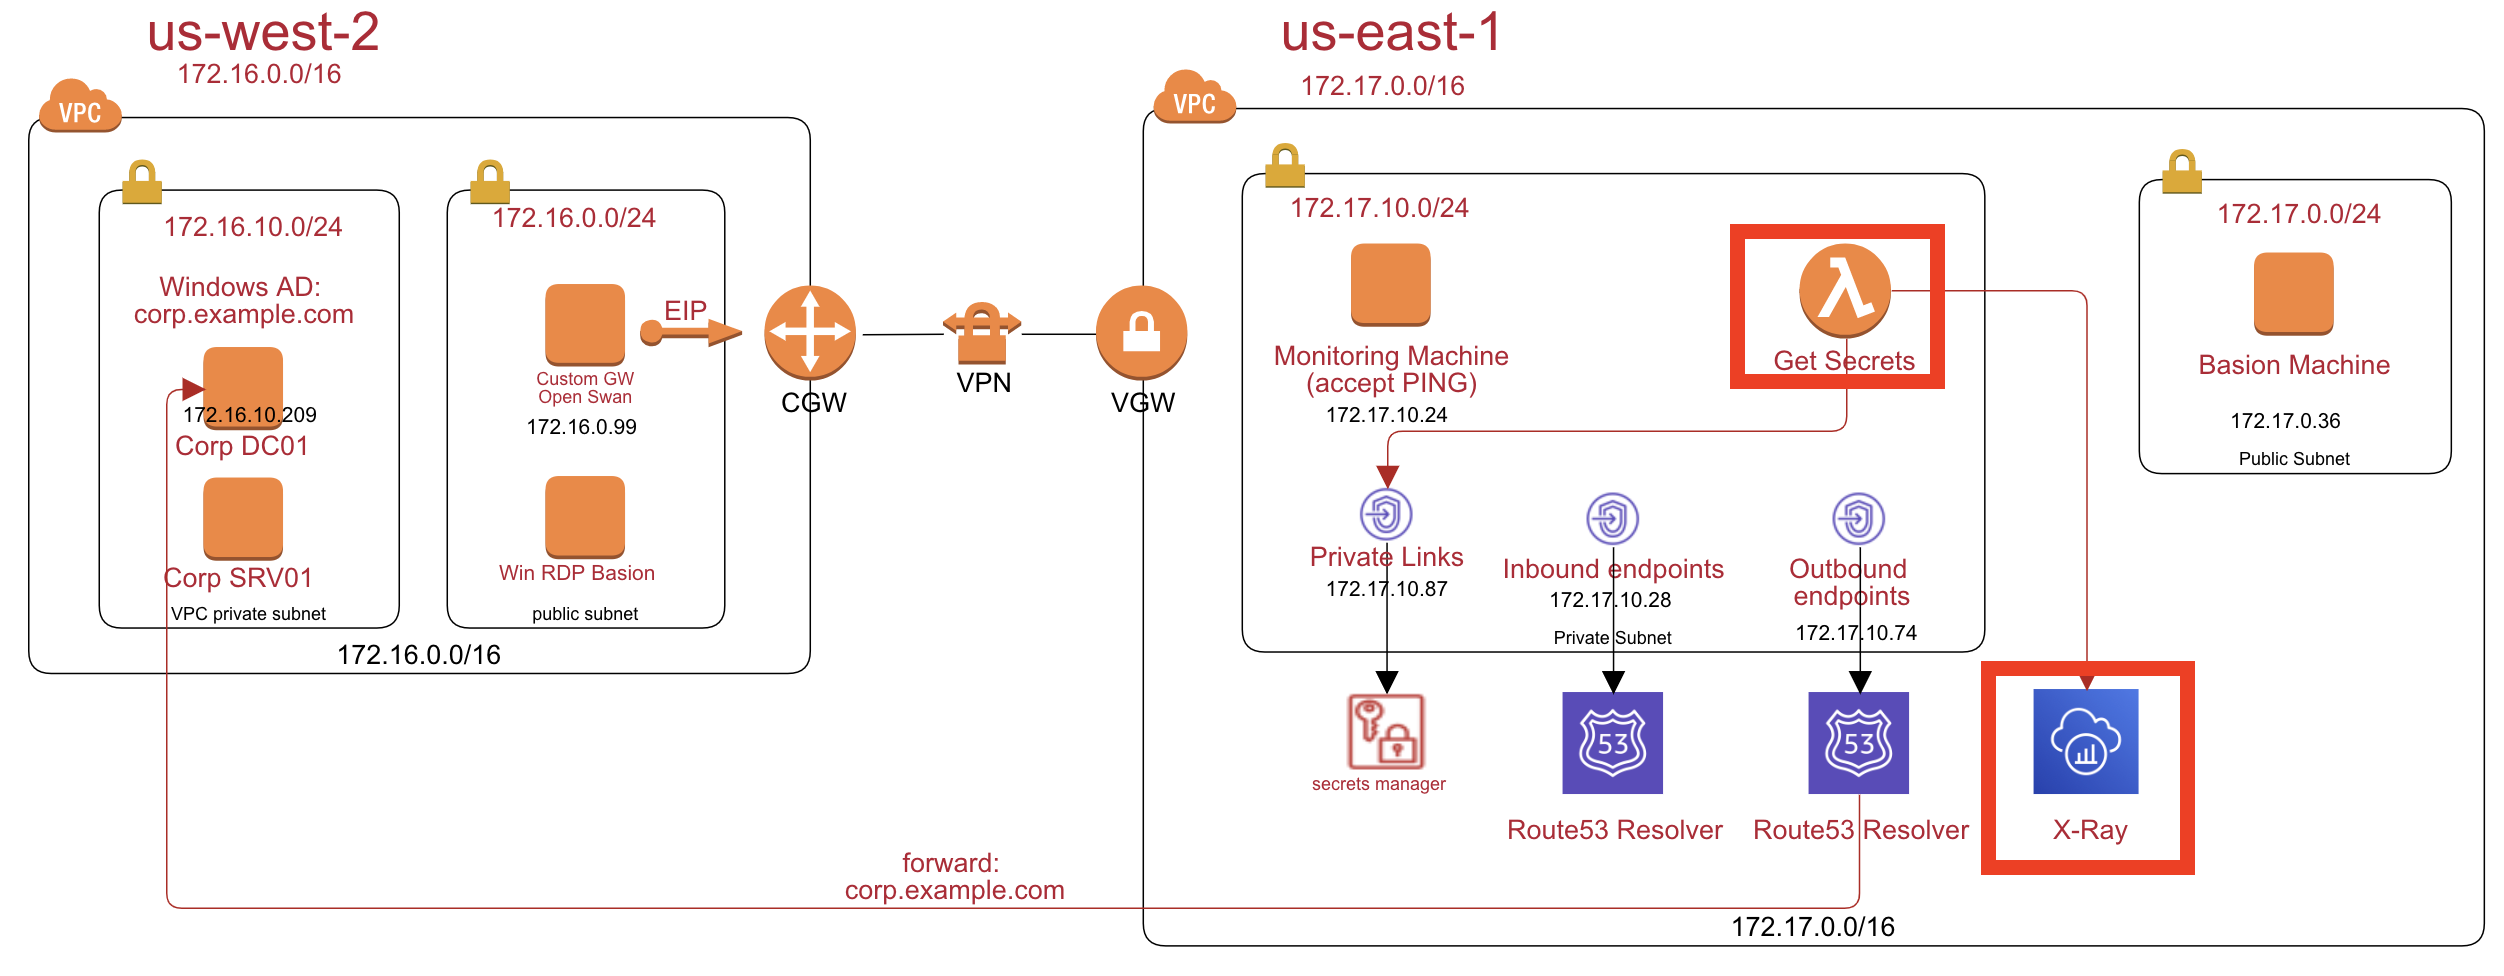 us-west-2
172.16.0.0/16
VPC
172.16.10.0/24
Windows AD:
corp.example.com
172.16.10.209
Corp DC01
Corp SRV01
VPC private subnet
172.16.0.0/24
EIP
Custom GW
Open Swan
172.16.0.99
Win RDP Basion
public subnet
172.16.0.0/16
CGW
VPN
VGW
us-east-1
172.17.0.0/16
VPC
172.17.10.0/24
Monitoring Machine
(accept PING)
172.17.10.24
Get Secrets
Private Links
172.17.10.87
Inbound endpoints
172.17.10.28
Private Subnet
Outbound
endpoints
172.17.10.74
172.17.0.0/24
Basion Machine
172.17.0.36
Public Subnet
secrets manager
53
Route53 Resolver
53
Route53 Resolver
X-Ray
forward:
corp.example.com
172.17.0.0/16